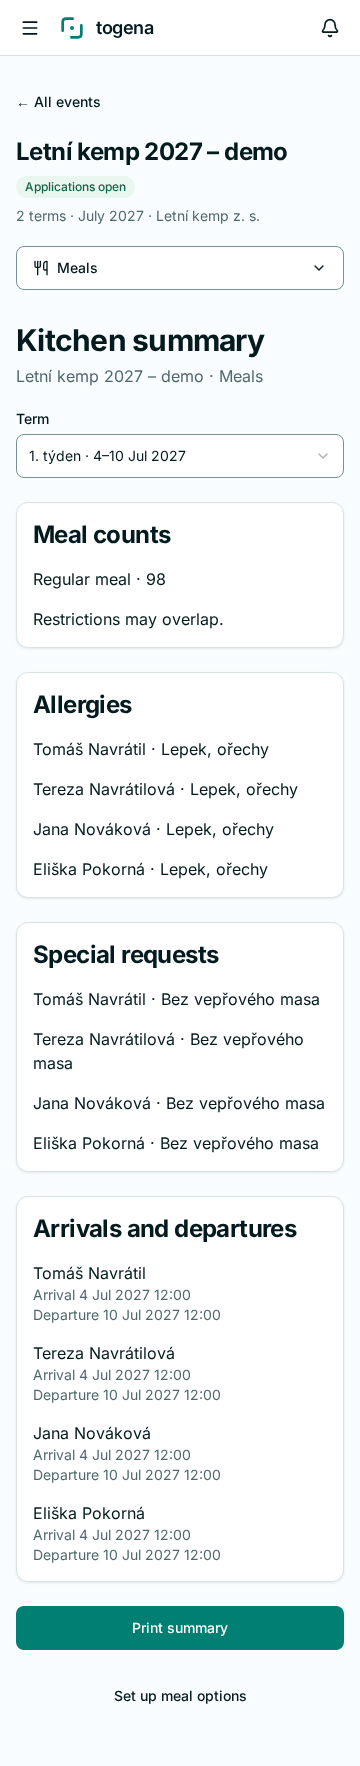 togena
← All events
Letní kemp 2027 – demo
Applications open
2 terms · July 2027 · Letní kemp z. s.
Meals
Kitchen summary
Letní kemp 2027 – demo · Meals
Term
1. týden · 4–10 Jul 2027
Meal counts
Regular meal · 98
Restrictions may overlap.
Allergies
Tomáš Navrátil · Lepek, ořechy
Tereza Navrátilová · Lepek, ořechy
Jana Nováková · Lepek, ořechy
Eliška Pokorná · Lepek, ořechy
Special requests
Tomáš Navrátil · Bez vepřového masa
Tereza Navrátilová · Bez vepřového
masa
Jana Nováková · Bez vepřového masa
Eliška Pokorná · Bez vepřového masa
Arrivals and departures
Tomáš Navrátil
Arrival 4 Jul 2027 12:00
Departure 10 Jul 2027 12:00
Tereza Navrátilová
Arrival 4 Jul 2027 12:00
Departure 10 Jul 2027 12:00
Jana Nováková
Arrival 4 Jul 2027 12:00
Departure 10 Jul 2027 12:00
Eliška Pokorná
Arrival 4 Jul 2027 12:00
Departure 10 Jul 2027 12:00
Print summary
Set up meal options